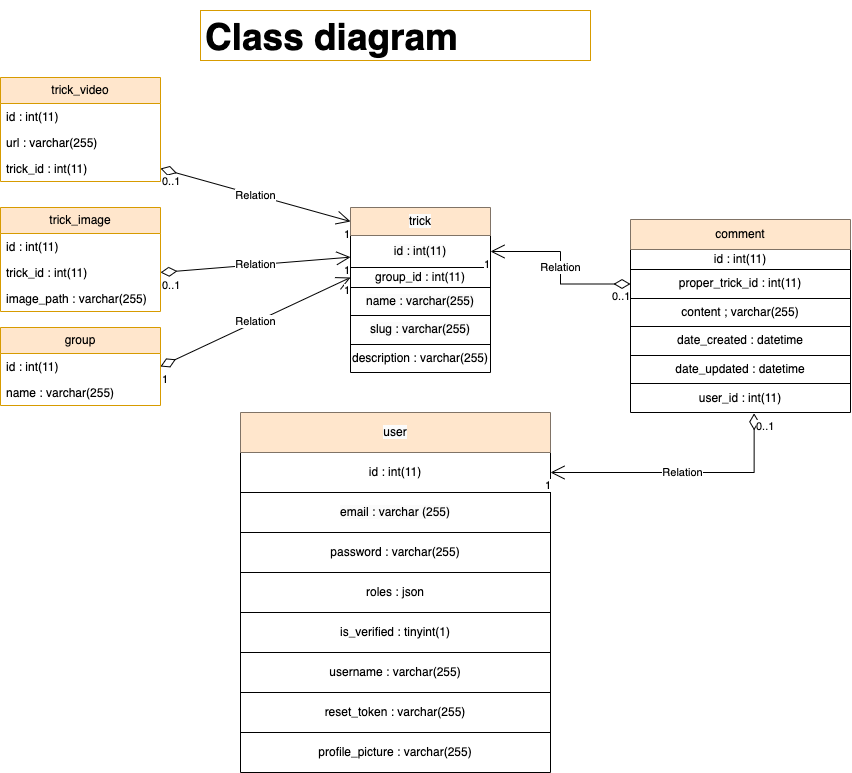 Class diagram
trick_video
id : int(11)
url : varchar(255)
trick_id : int(11)
0..1
Relation
1
trick_image
id : int(11)
trick_id : int(11)
image_path : varchar(255)
0..1
Relation
1
group
id : int(11)
name : varchar(255)
1
Relation
1
trick
id : int(11)
group_id : int(11)
name : varchar(255)
slug : varchar(255)
description : varchar(255)
1
Relation
0..1
comment
id : int(11)
proper_trick_id : int(11)
content ; varchar(255)
date_created : datetime
date_updated : datetime
user_id : int(11)
0..1
Relation
1
user
id : int(11)
email : varchar (255)
password : varchar(255)
roles : json
is_verified : tinyint(1)
username : varchar(255)
reset_token : varchar(255)
profile_picture : varchar(255)